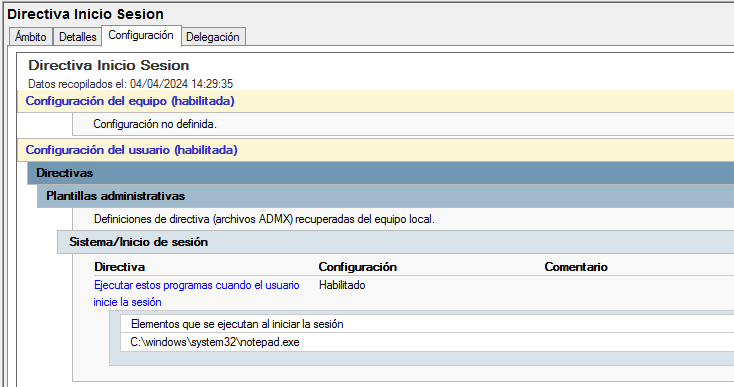 Directiva Inicio Sesion
Ámbito Detalles Configuración Delegación
Directiva Inicio Sesion
Datos recopilados el: 04/04/2024 14:29:35
Configuración del equipo (habilitada)
Configuración no definida.
Configuración del usuario (habilitada)
Directivas
Plantillas administrativas
Definiciones de directiva (archivos ADMX) recuperadas del equipo local.
Sistema/Inicio de sesión
Directiva Configuración Comentario
Ejecutar estos programas cuando el usuario Habilitado
inicie la sesión
Elementos que se ejecutan al iniciar la sesión
C:\windows\system32\notepad.exe